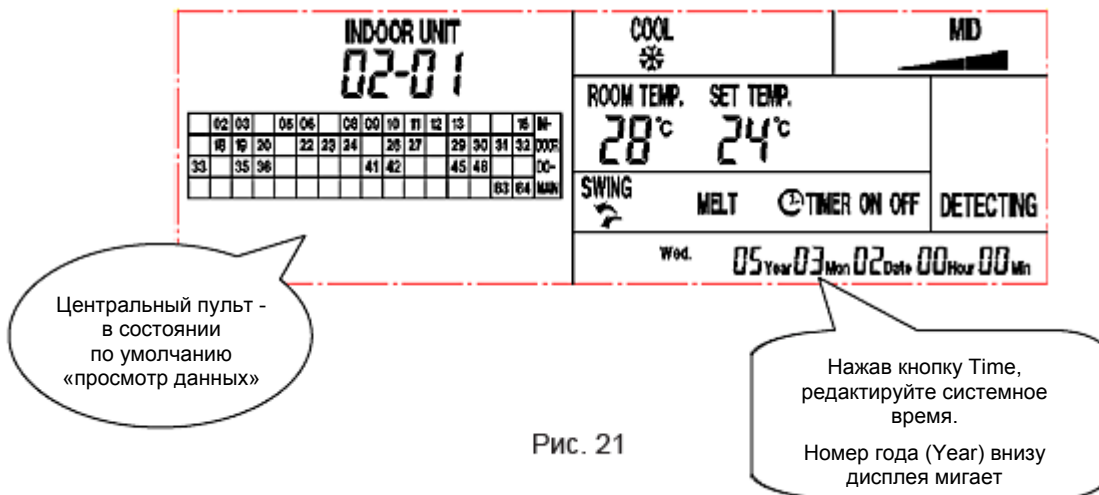 INDOOR UNIT
02-01
02 03 05 06 08 09 10 11 12 13 16 IN-
18 19 20 22 23 24 26 27 29 30 31 32 DOOR
33 35 36 41 42 45 48 DO-
63 64 MAIN
COOL
MID
ROOM TEMP. SET TEMP.
28°C 24°C
SWING
MELT TIMER ON OFF DETECTING
Wed. 05 Year 03 Mon 02 Date 00 Hour 00 Min
Центральный пульт -
в состоянии
по умолчанию
«просмотр данных»
Нажав кнопку Time,
редактируйте системное
время.
Номер года (Year) внизу
дисплея мигает
Рис. 21